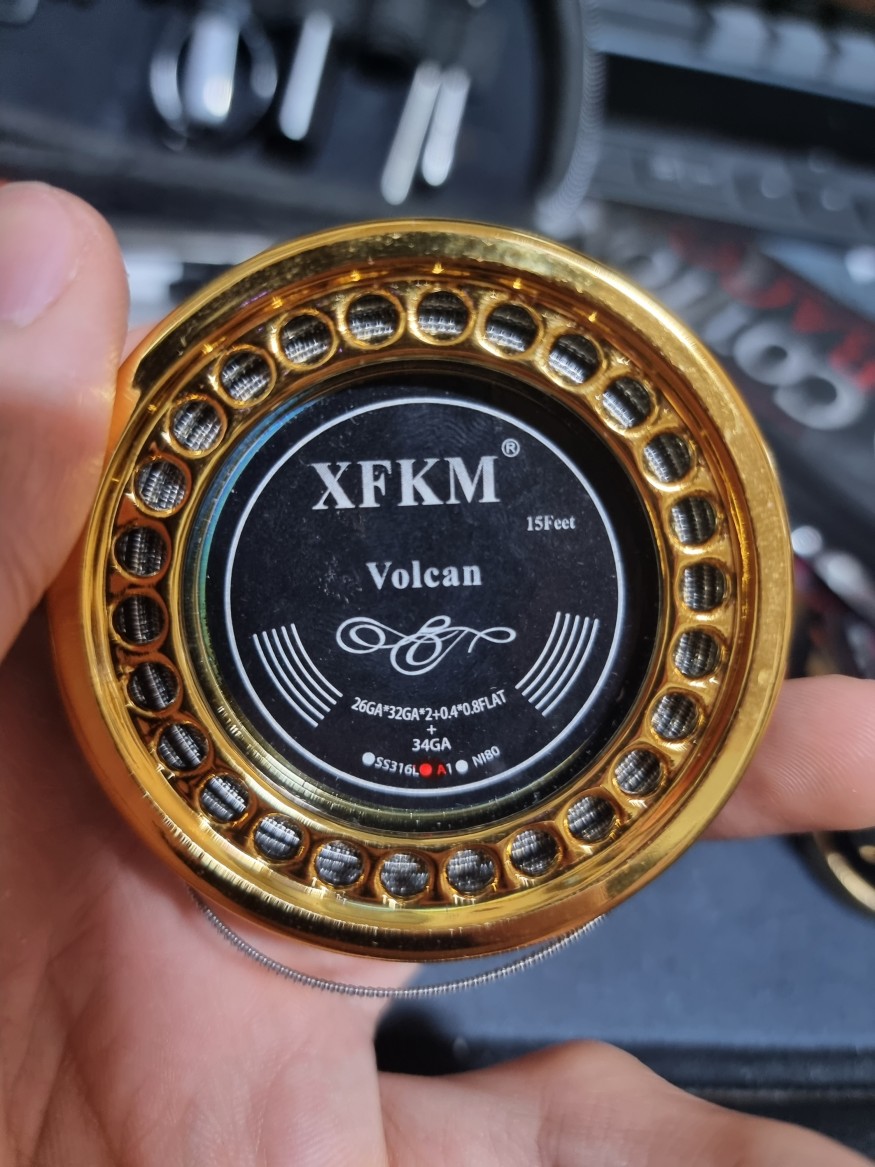 XFKM®
15Feet
Volcan
26GA*32GA*2+0.4*0.8FLAT
+
34GA
SS316L A1 NI80